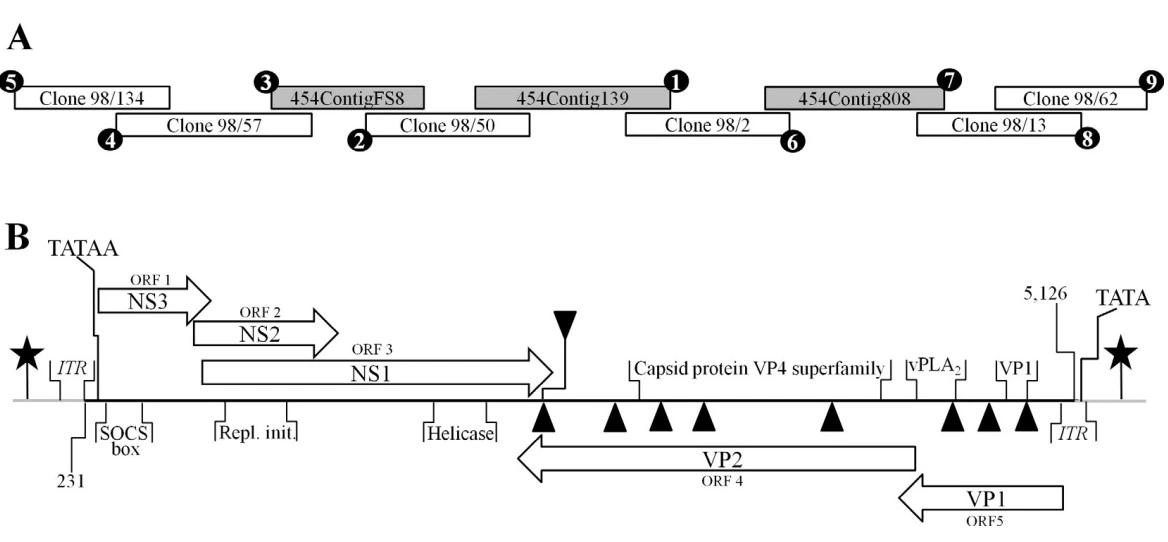 A
5
3
1
7
9
Clone 98/134
454ContigFS8
454Contig139
454Contig808
Clone 98/62
Clone 98/57
Clone 98/50
Clone 98/2
Clone 98/13
4
2
6
8
B
TATAA
ORF 1
NS3
5,126
TATA
ORF 2
NS2
ORF 3
NS1
ITR
Capsid protein VP4 superfamily
vPLA2
VP1
SOCS
box
Repl. init.
Helicase
ITR
231
VP2
ORF 4
VP1
ORF5